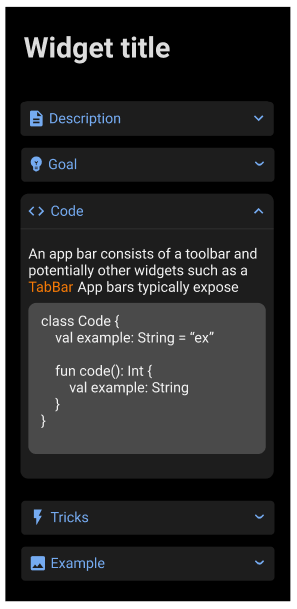 Widget title
Description
Goal
<> Code
An app bar consists of a toolbar and
potentially other widgets such as a
TabBar App bars typically expose
class Code {
val example: String = “ex”
fun code(): Int {
val example: String
}
}
Tricks
Example